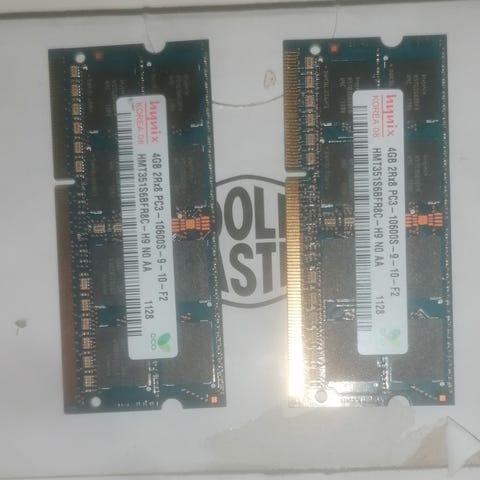 hynix
KOREA 08
4GB 2Rx8 PC3-10600S-9-10-F2
HMT351S6BFR8C-H9 N0 AA
1128
hynix
KOREA 08
4GB 2Rx8 PC3-10600S-9-10-F2
HMT351S6BFR8C-H9 N0 AA
1128